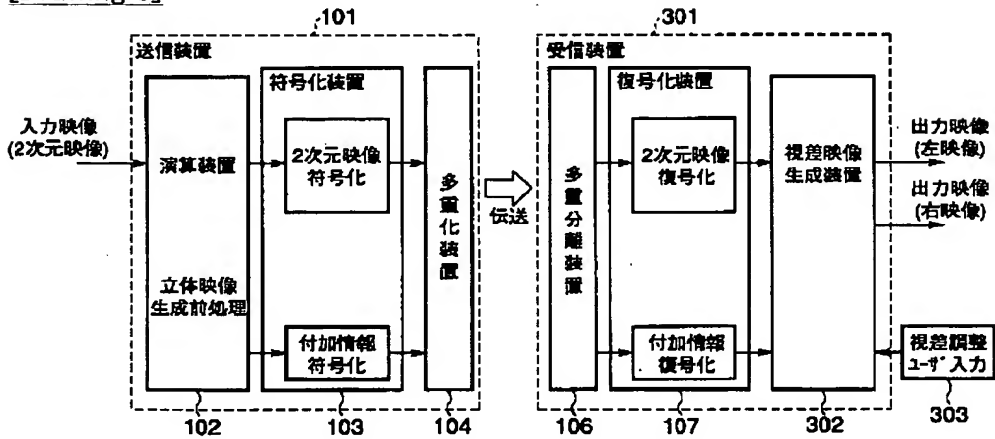 101
301
送信装置
受信装置
入力映像
(2次元映像)
演算装置
立体映像
生成前処理
符号化装置
2次元映像
符号化
付加情報
符号化
多重化装置
伝送
多重分離装置
復号化装置
2次元映像
復号化
付加情報
復号化
視差映像
生成装置
出力映像
(左映像)
出力映像
(右映像)
視差調整
ユーザ入力
102
103
104
106
107
302
303